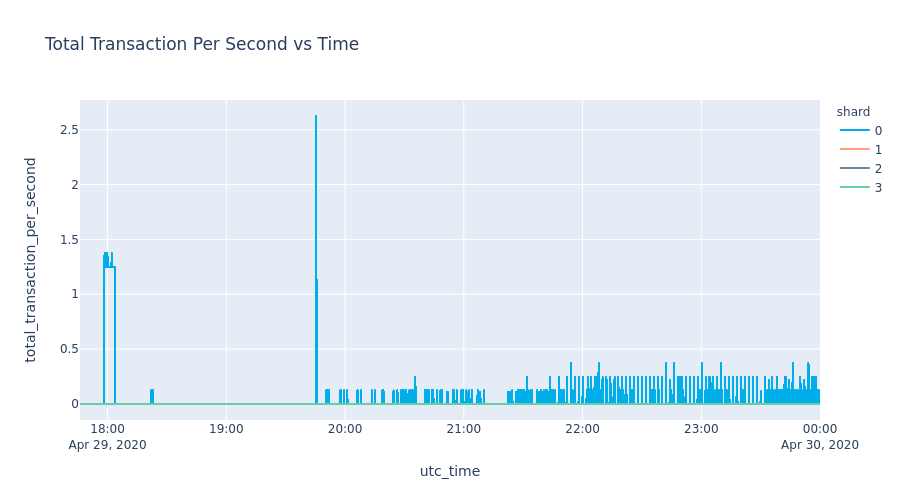 Total Transaction Per Second vs Time
shard
0
1
2
3
total_transaction_per_second
2.5
2
1.5
1
0.5
0
18:00
Apr 29, 2020
19:00
20:00
21:00
22:00
23:00
00:00
Apr 30, 2020
utc_time